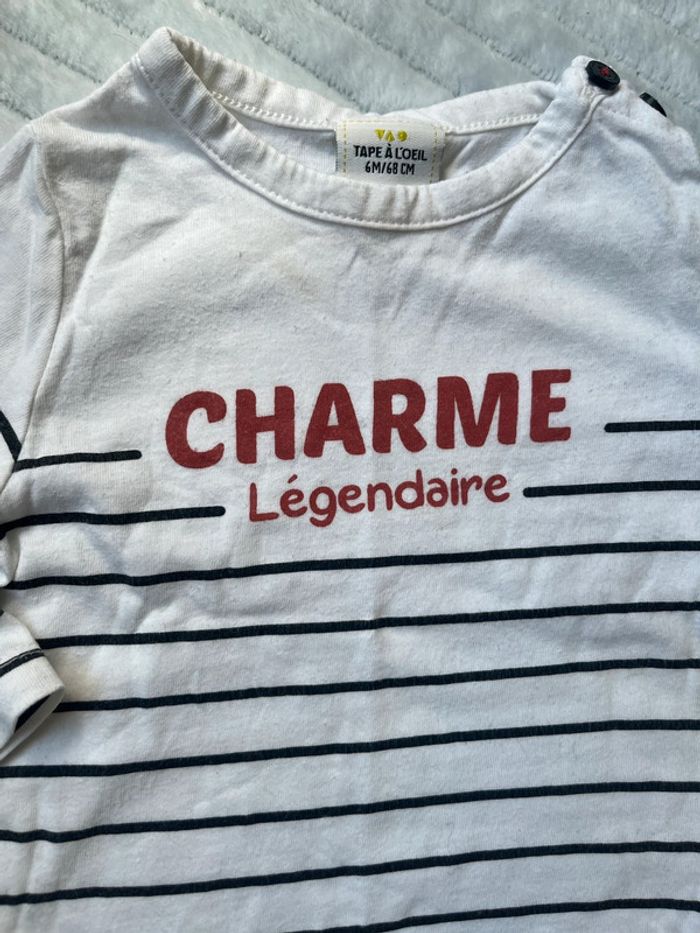 TAPE À L'OEIL
6M/68 CM
CHARME
Légendaire